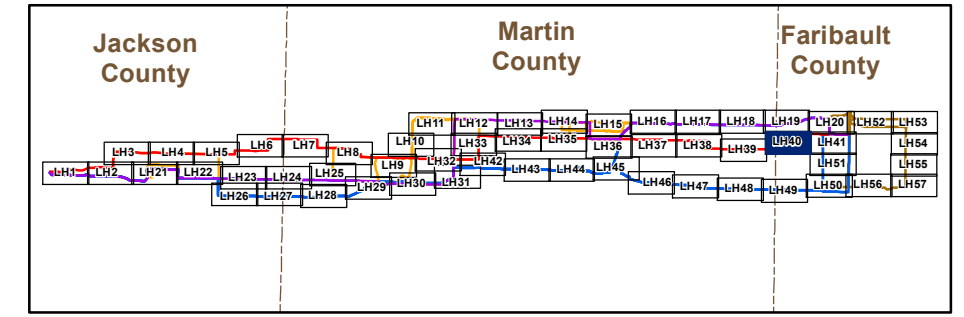 Jackson
County
Martin
County
Faribault
County
LH11 LH12 LH13 LH14 LH15 LH16 LH17 LH18 LH19 LH20 LH52 LH53
LH3 LH4 LH5 LH6 LH7 LH8 LH10 LH33 LH34 LH35 LH36 LH37 LH38 LH39 LH40 LH41 LH54
LH1 LH2 LH21 LH22 LH23 LH24 LH25 LH9 LH32 LH42 LH43 LH44 LH45 LH51 LH55
LH26 LH27 LH28 LH29 LH30 LH31 LH46 LH47 LH48 LH49 LH50 LH56 LH57